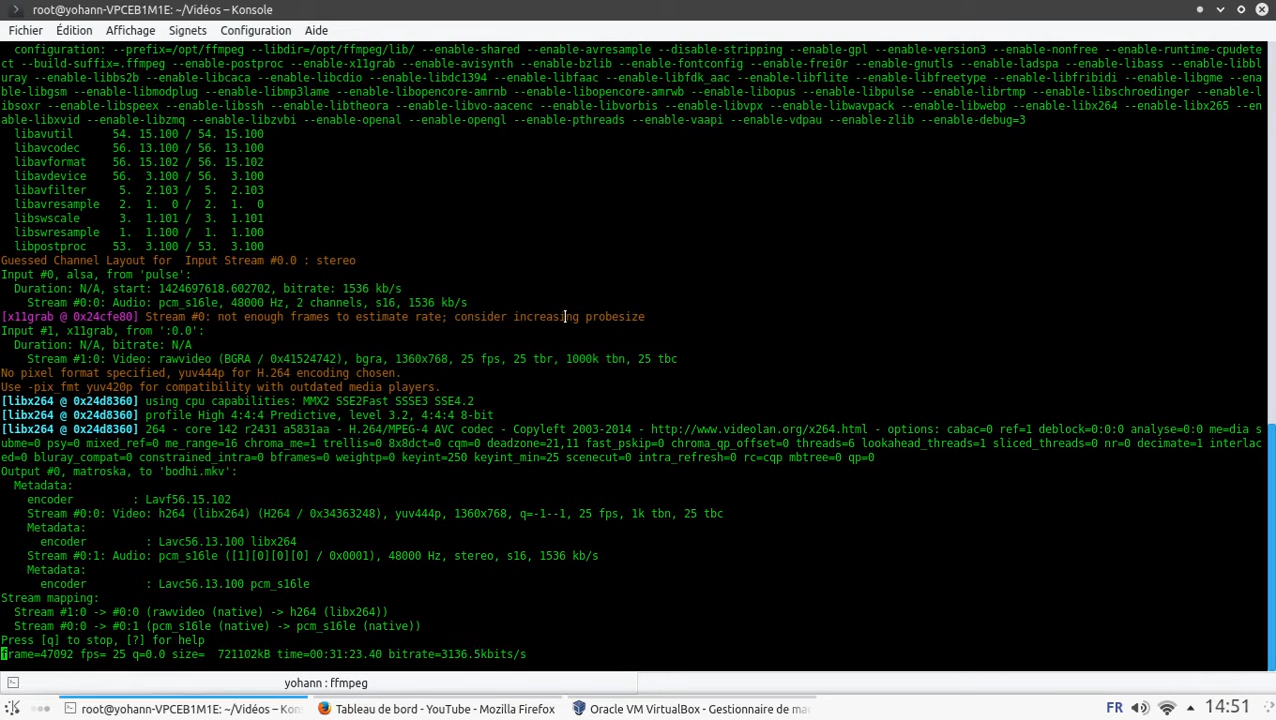 root@yohann-VPCEB1M1E: ~/Vidéos – Konsole
Fichier Édition Affichage Signets Configuration Aide
configuration: --prefix=/opt/ffmpeg --libdir=/opt/ffmpeg/lib/ --enable-shared --enable-avresample --disable-stripping --enable-gpl --enable-version3 --enable-nonfree --enable-runtime-cpudete
ct --build-suffix=.ffmpeg --enable-postproc --enable-x11grab --enable-avisynth --enable-bzlib --enable-fontconfig --enable-frei0r --enable-gnutls --enable-ladspa --enable-libass --enable-libbl
uray --enable-libbs2b --enable-libcaca --enable-libcdio --enable-libdc1394 --enable-libfaac --enable-libfdk_aac --enable-libflite --enable-libfreetype --enable-libfribidi --enable-libgme --ena
ble-libgsm --enable-libmodplug --enable-libmp3lame --enable-libopencore-amrnb --enable-libopencore-amrwb --enable-libopus --enable-libpulse --enable-librtmp --enable-libschroedinger --enable-l
ibsoxr --enable-libspeex --enable-libssh --enable-libtheora --enable-libvo-aacenc --enable-libvorbis --enable-libvpx --enable-libwavpack --enable-libwebp --enable-libx264 --enable-libx265 --en
able-libxvid --enable-libzmq --enable-libzvbi --enable-openal --enable-opengl --enable-pthreads --enable-vaapi --enable-vdpau --enable-zlib --enable-debug=3
libavutil 54. 15.100 / 54. 15.100
libavcodec 56. 13.100 / 56. 13.100
libavformat 56. 15.102 / 56. 15.102
libavdevice 56. 3.100 / 56. 3.100
libavfilter 5. 2.103 / 5. 2.103
libavresample 2. 1. 0 / 2. 1. 0
libswscale 3. 1.101 / 3. 1.101
libswresample 1. 1.100 / 1. 1.100
libpostproc 53. 3.100 / 53. 3.100
Guessed Channel Layout for Input Stream #0.0 : stereo
Input #0, alsa, from 'pulse':
Duration: N/A, start: 1424697618.602702, bitrate: 1536 kb/s
Stream #0:0: Audio: pcm_s16le, 48000 Hz, 2 channels, s16, 1536 kb/s
[x11grab @ 0x24cfe80] Stream #0: not enough frames to estimate rate; consider increasing probesize
Input #1, x11grab, from ':0.0':
Duration: N/A, bitrate: N/A
Stream #1:0: Video: rawvideo (BGRA / 0x41524742), bgra, 1360x768, 25 fps, 25 tbr, 1000k tbn, 25 tbc
No pixel format specified, yuv444p for H.264 encoding chosen.
Use -pix_fmt yuv420p for compatibility with outdated media players.
[libx264 @ 0x24d8360] using cpu capabilities: MMX2 SSE2Fast SSSE3 SSE4.2
[libx264 @ 0x24d8360] profile High 4:4:4 Predictive, level 3.2, 4:4:4 8-bit
[libx264 @ 0x24d8360] 264 - core 142 r2431 a5831aa - H.264/MPEG-4 AVC codec - Copyleft 2003-2014 - http://www.videolan.org/x264.html - options: cabac=0 ref=1 deblock=0:0:0 analyse=0:0 me=dia s
ubme=0 psy=0 mixed_ref=0 me_range=16 chroma_me=1 trellis=0 8x8dct=0 cqm=0 deadzone=21,11 fast_pskip=0 chroma_qp_offset=0 threads=6 lookahead_threads=1 sliced_threads=0 nr=0 decimate=1 interlac
ed=0 bluray_compat=0 constrained_intra=0 bframes=0 weightp=0 keyint=250 keyint_min=25 scenecut=0 intra_refresh=0 rc=cqp mbtree=0 qp=0
Output #0, matroska, to 'bodhi.mkv':
Metadata:
encoder : Lavf56.15.102
Stream #0:0: Video: h264 (libx264) (H264 / 0x34363248), yuv444p, 1360x768, q=-1--1, 25 fps, 1k tbn, 25 tbc
Metadata:
encoder : Lavc56.13.100 libx264
Stream #0:1: Audio: pcm_s16le ([1][0][0][0] / 0x0001), 48000 Hz, stereo, s16, 1536 kb/s
Metadata:
encoder : Lavc56.13.100 pcm_s16le
Stream mapping:
Stream #1:0 -> #0:0 (rawvideo (native) -> h264 (libx264))
Stream #0:0 -> #0:1 (pcm_s16le (native) -> pcm_s16le (native))
Press [q] to stop, [?] for help
frame=47092 fps= 25 q=0.0 size= 721102kB time=00:31:23.40 bitrate=3136.5kbits/s
yohann : ffmpeg
root@yohann-VPCEB1M1E: ~/Vidéos – Kons Tableau de bord - YouTube - Mozilla Firefox Oracle VM VirtualBox - Gestionnaire de ma FR 14:51